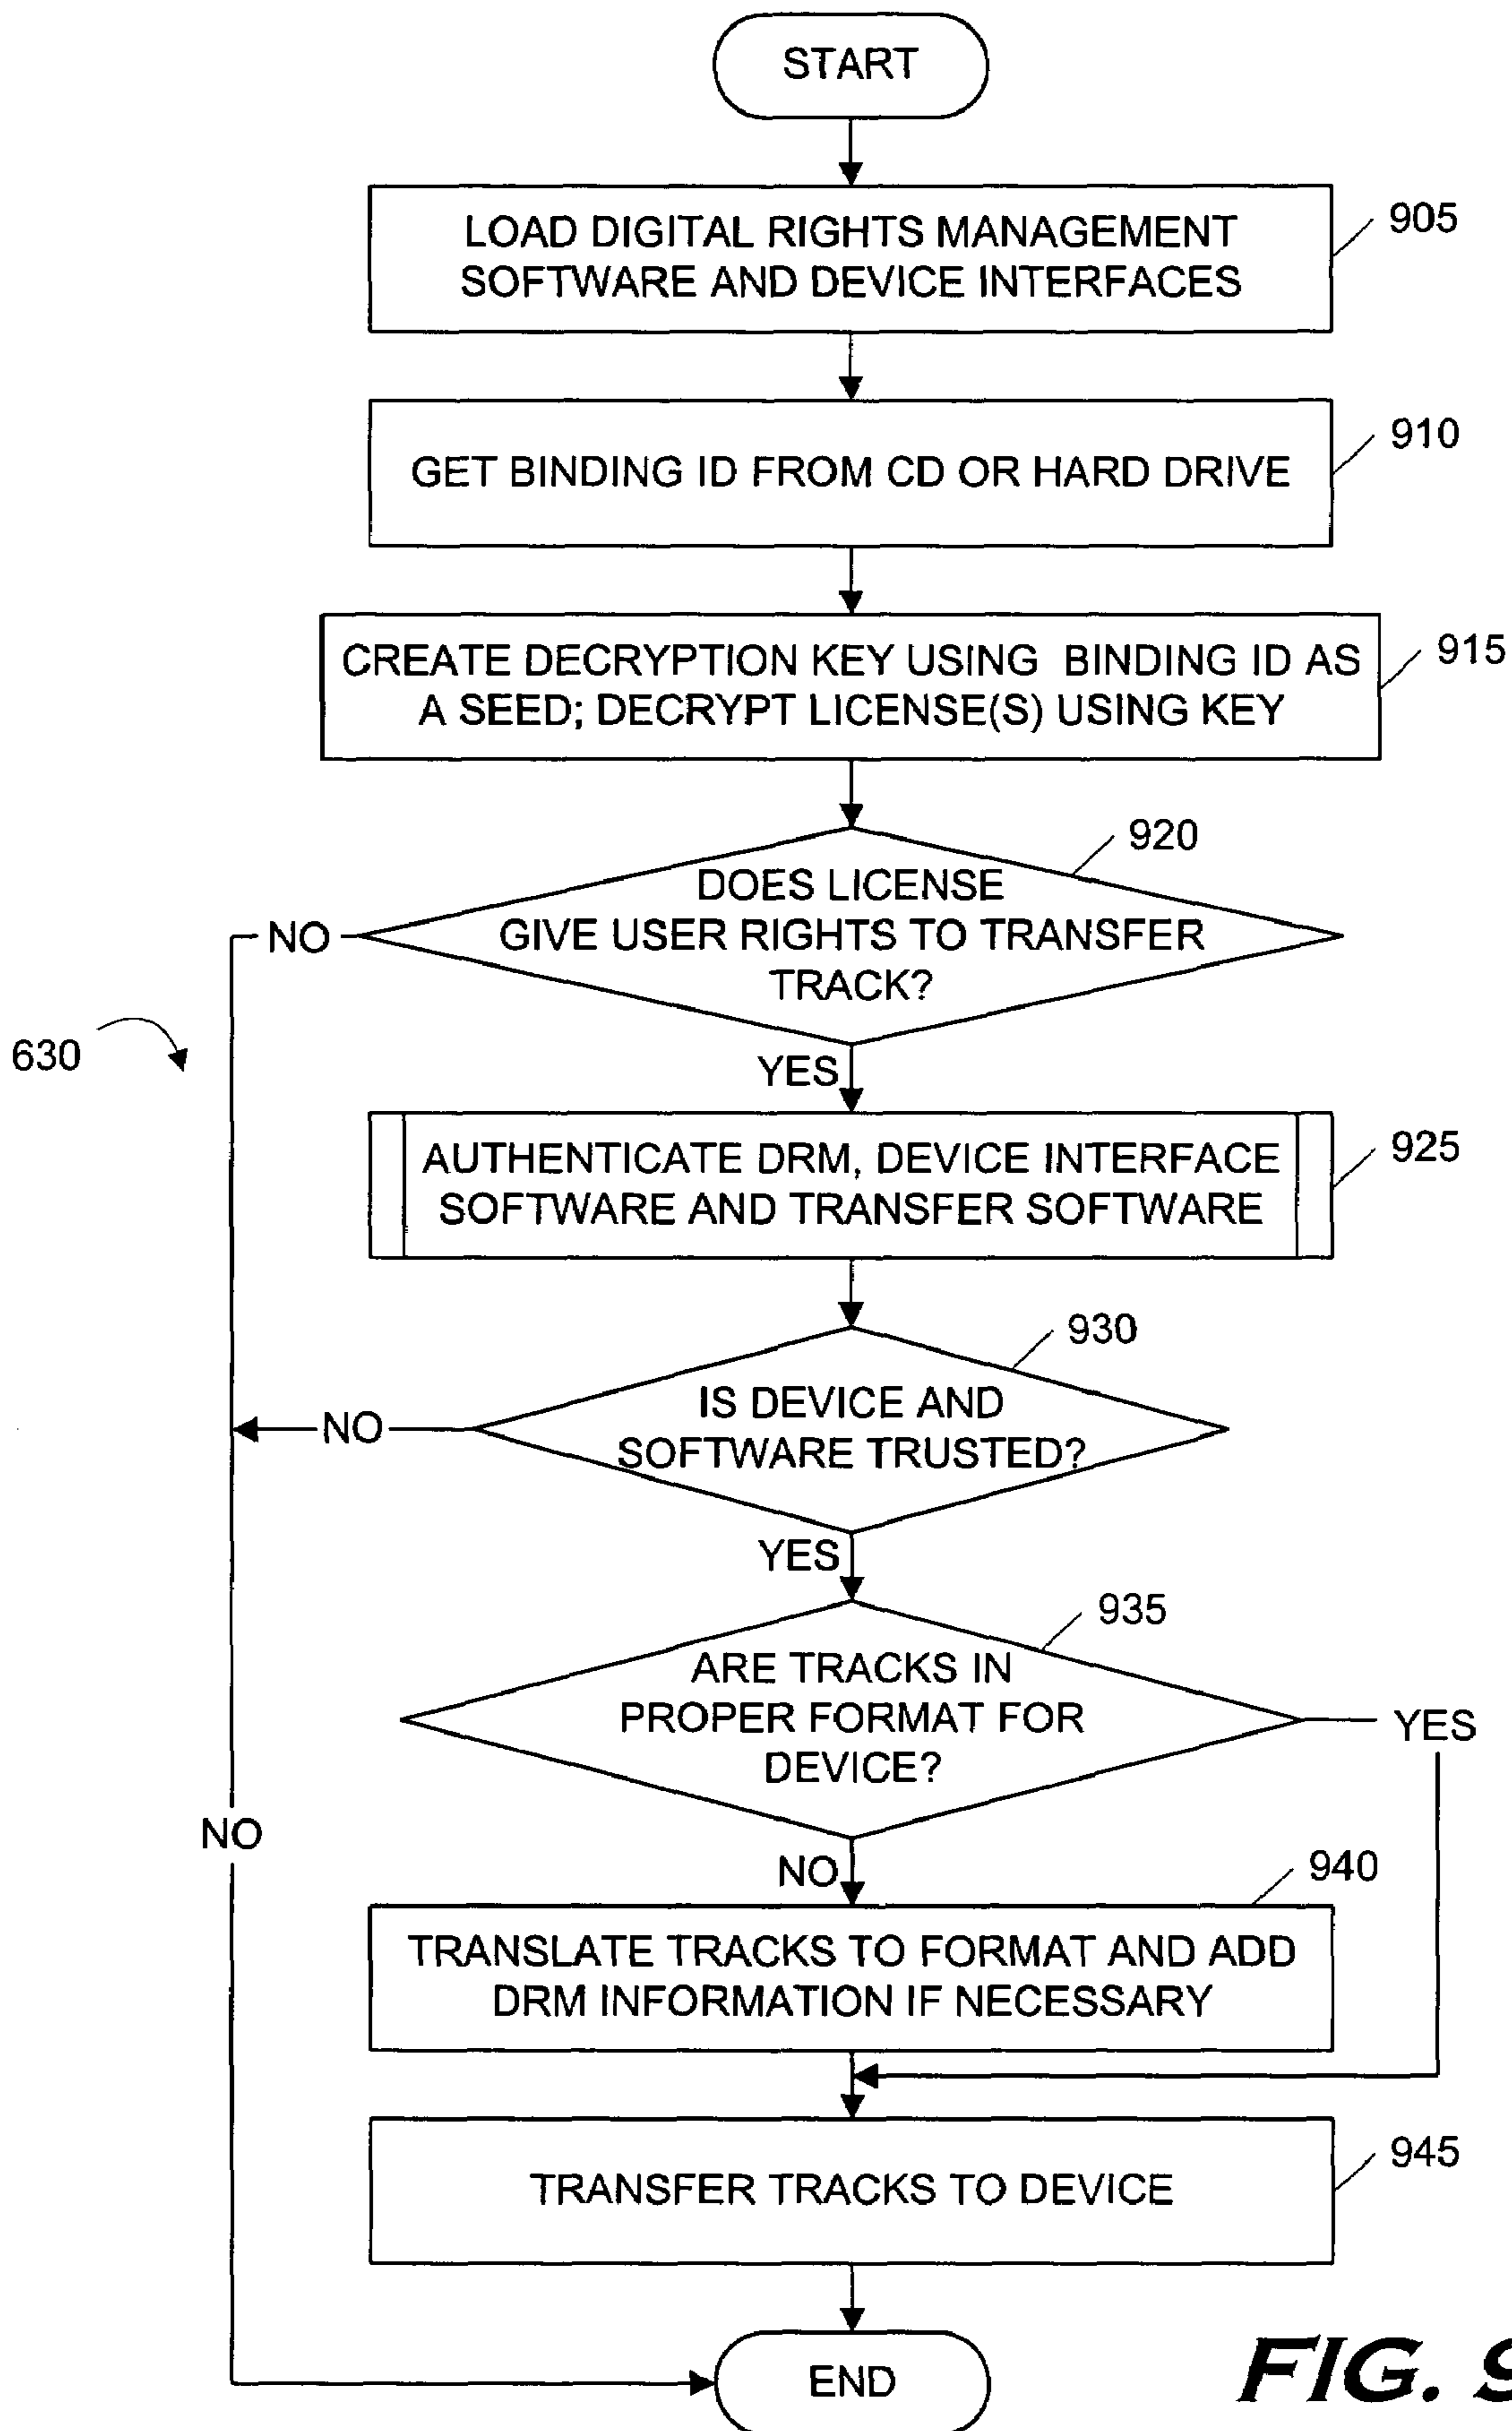 START
LOAD DIGITAL RIGHTS MANAGEMENT
SOFTWARE AND DEVICE INTERFACES
905
GET BINDING ID FROM CD OR HARD DRIVE
910
CREATE DECRYPTION KEY USING BINDING ID AS
A SEED; DECRYPT LICENSE(S) USING KEY
915
920
DOES LICENSE
GIVE USER RIGHTS TO TRANSFER
TRACK?
NO
630
YES
AUTHENTICATE DRM, DEVICE INTERFACE
SOFTWARE AND TRANSFER SOFTWARE
925
930
IS DEVICE AND
SOFTWARE TRUSTED?
NO
YES
935
ARE TRACKS IN
PROPER FORMAT FOR
DEVICE?
YES
NO
NO
940
TRANSLATE TRACKS TO FORMAT AND ADD
DRM INFORMATION IF NECESSARY
TRANSFER TRACKS TO DEVICE
945
END
FIG. 9